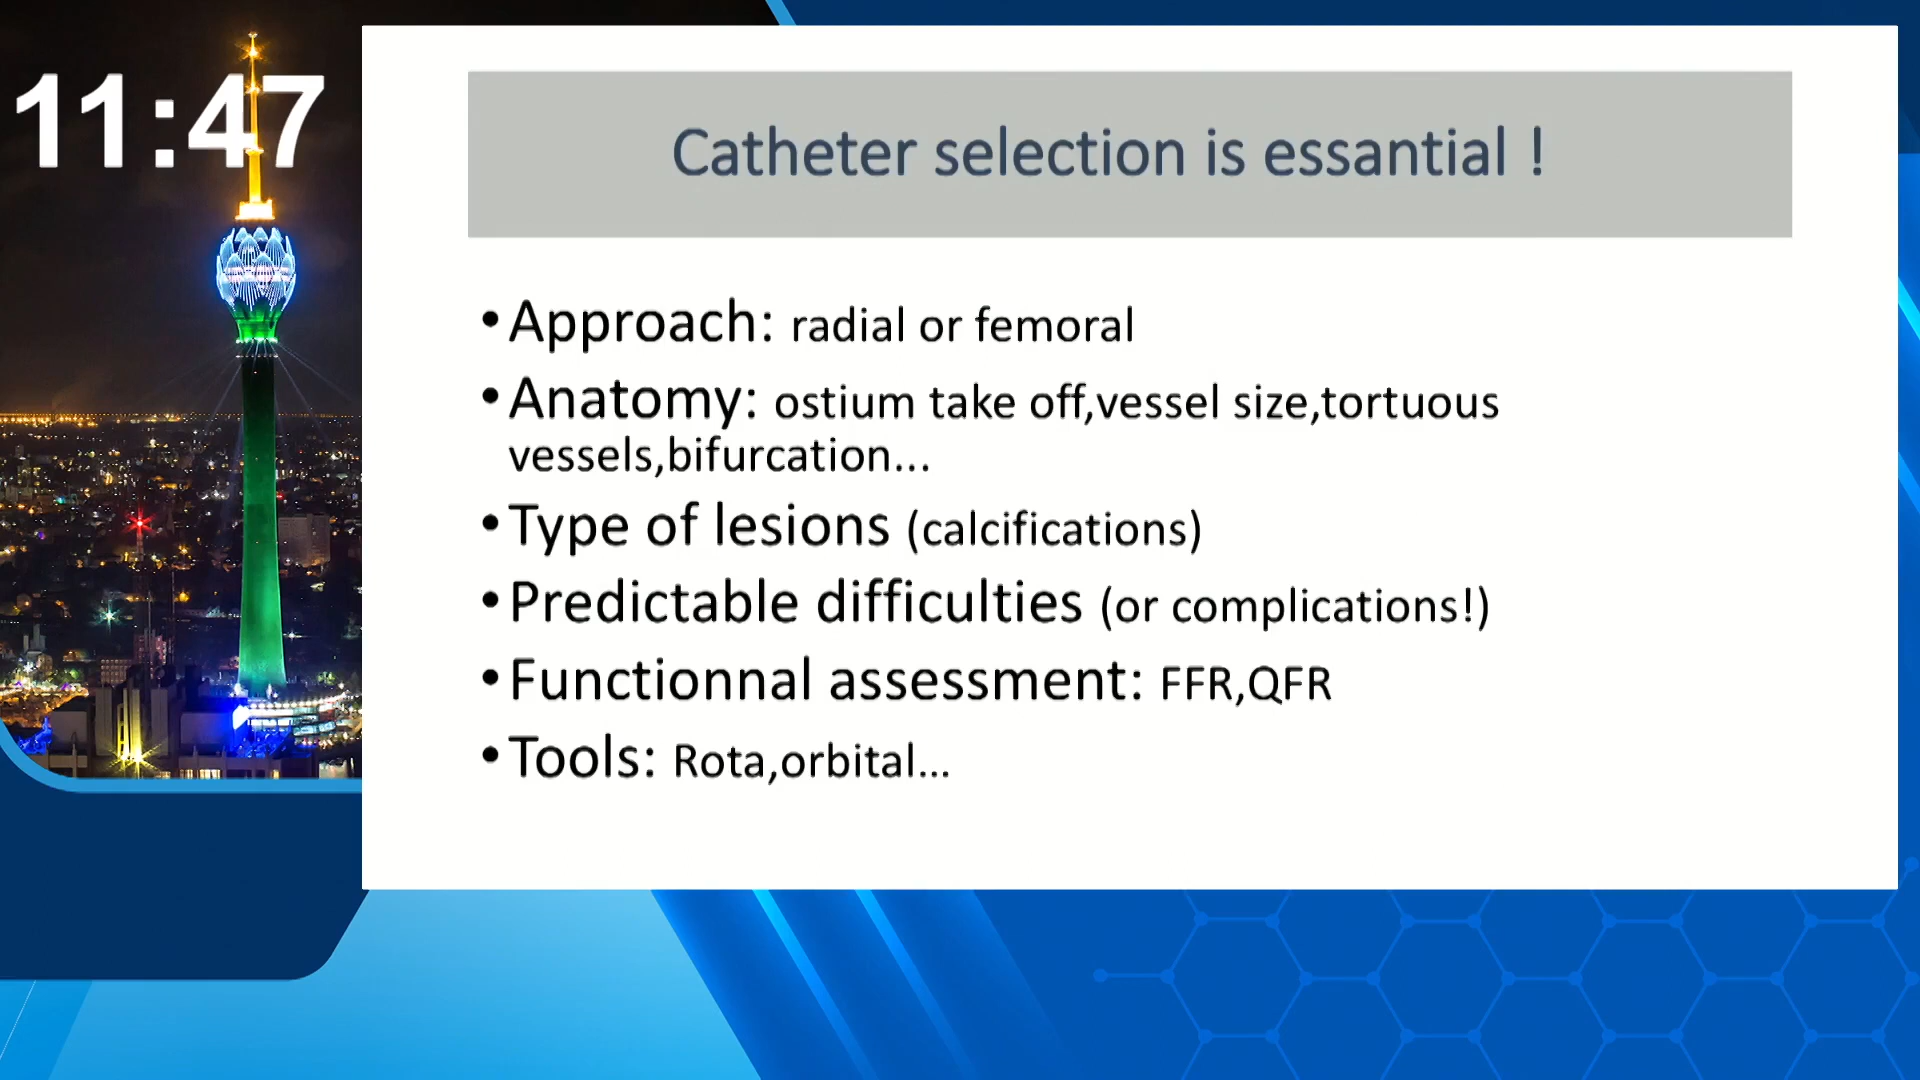 11:47
Catheter selection is essantial !
•Approach: radial or femoral
•Anatomy: ostium take off,vessel size,tortuous
vessels,bifurcation...
•Type of lesions (calcifications)
•Predictable difficulties (or complications!)
•Functionnal assessment: FFR,QFR
•Tools: Rota,orbital...